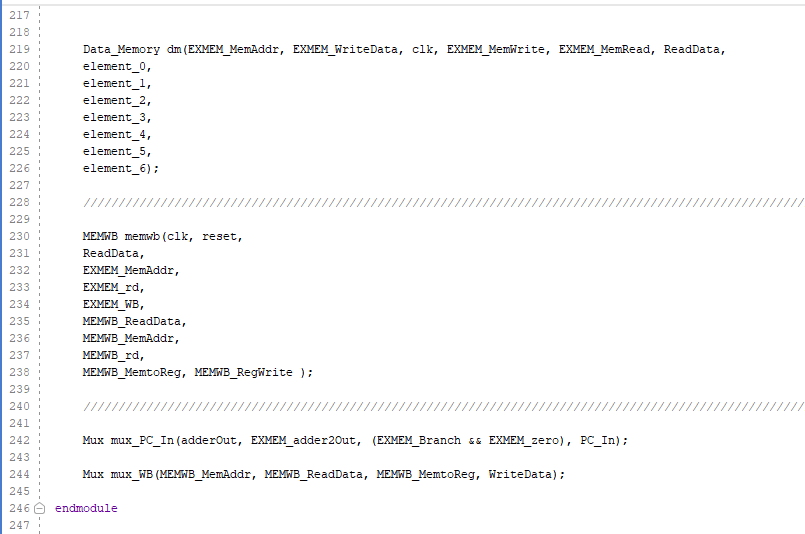 217
218
219 Data_Memory dm(EXMEM_MemAddr, EXMEM_WriteData, clk, EXMEM_MemWrite, EXMEM_MemRead, ReadData,
220 element_0,
221 element_1,
222 element_2,
223 element_3,
224 element_4,
225 element_5,
226 element_6);
227
228 ////////////////////////////////////////////////////////////////////////////////////////////////////////
229
230 MEMWB memwb(clk, reset,
231 ReadData,
232 EXMEM_MemAddr,
233 EXMEM_rd,
234 EXMEM_WB,
235 MEMWB_ReadData,
236 MEMWB_MemAddr,
237 MEMWB_rd,
238 MEMWB_MemtoReg, MEMWB_RegWrite );
239
240 ////////////////////////////////////////////////////////////////////////////////////////////////////////
241
242 Mux mux_PC_In(adderOut, EXMEM_adder2Out, (EXMEM_Branch && EXMEM_zero), PC_In);
243
244 Mux mux_WB(MEMWB_MemAddr, MEMWB_ReadData, MEMWB_MemtoReg, WriteData);
245
246 endmodule
247